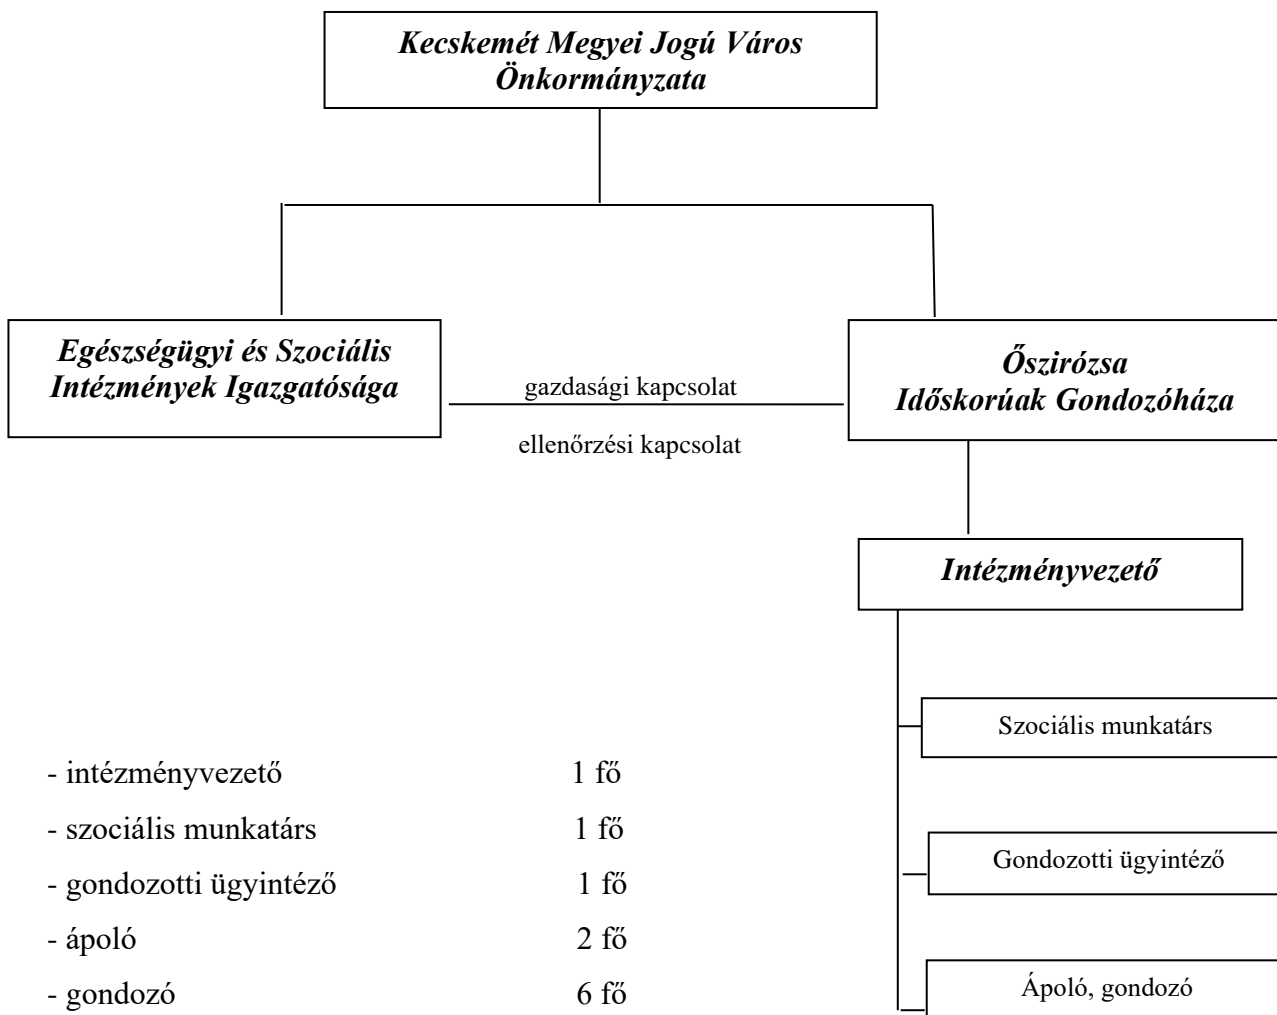 Kecskemét Megyei Jogú Város
Önkormányzata
Egészségügyi és Szociális
Intézmények Igazgatósága
gazdasági kapcsolat
ellenőrzési kapcsolat
Őszirózsa
Időskorúak Gondozóháza
Intézményvezető
Szociális munkatárs
Gondozotti ügyintéző
Ápoló, gondozó
- intézményvezető 1 fő
- szociális munkatárs 1 fő
- gondozotti ügyintéző 1 fő
- ápoló 2 fő
- gondozó 6 fő